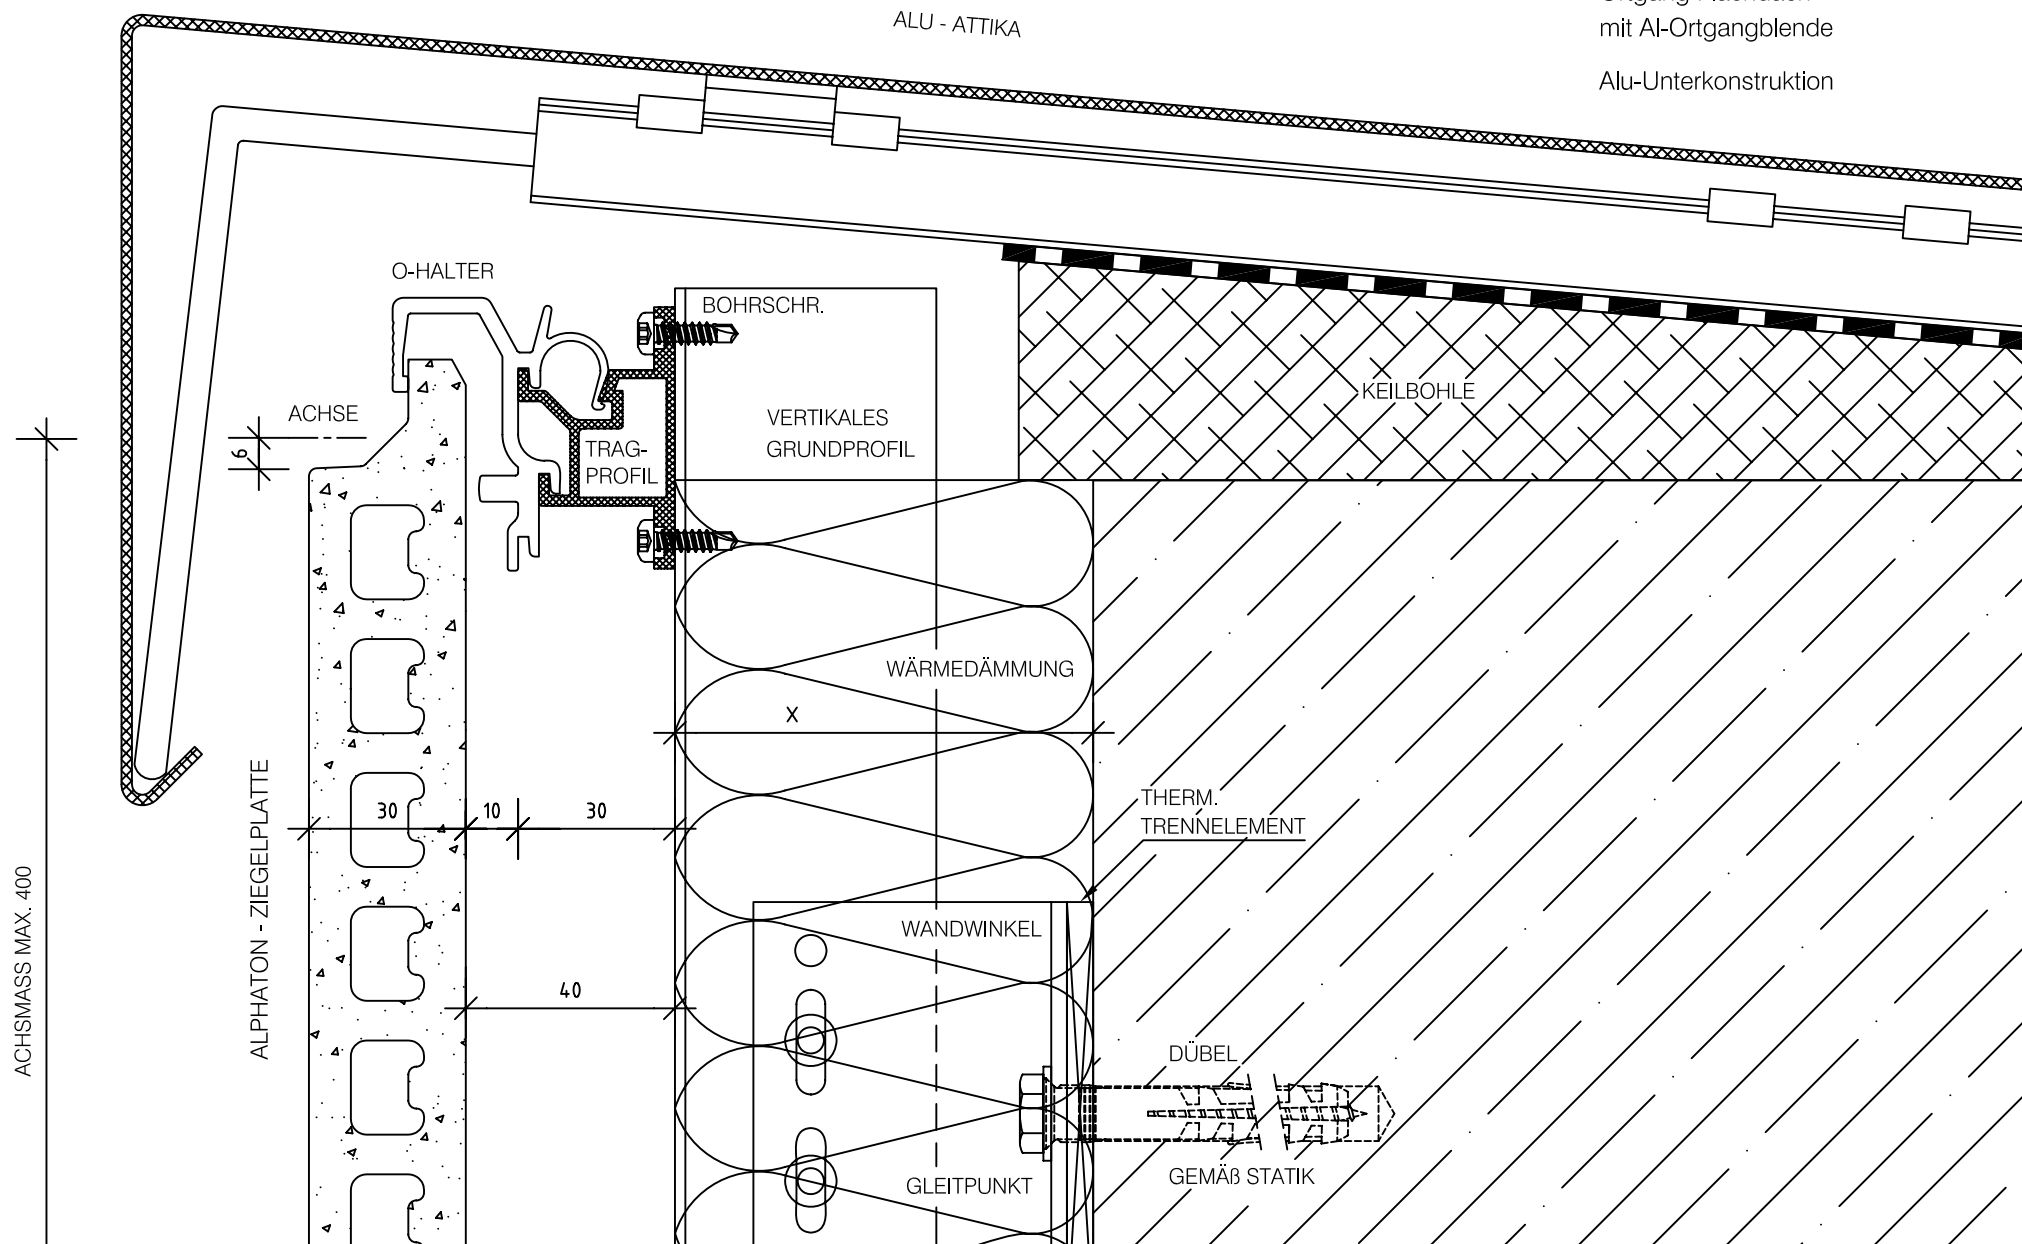 ALU - ATTIKA
mit Al-Ortgangblende
Alu-Unterkonstruktion
O-HALTER
BOHRSCHR.
ACHSE
6
TRAG-
PROFIL
VERTIKALES
GRUNDPROFIL
KEILBOHLE
WÄRMEDÄMMUNG
X
THERM.
TRENNELEMENT
30
10
30
ALPHATON - ZIEGELPLATTE
ACHSMASS MAX. 400
WANDWINKEL
40
DÜBEL
GEMÄß STATIK
GLEITPUNKT